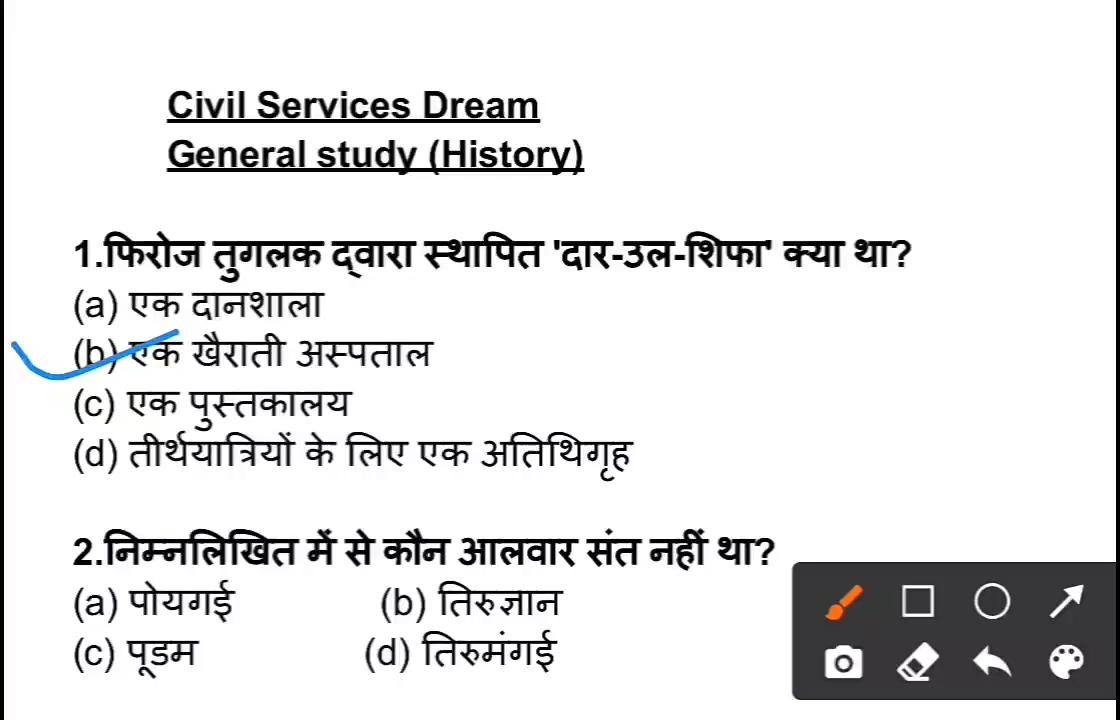 Civil Services Dream
General study (History)
1.फिरोज तुगलक द्वारा स्थापित 'दार-उल-शिफा' क्या था?
(a) एक दानशाला
(b) एक खैराती अस्पताल
(c) एक पुस्तकालय
(d) तीर्थयात्रियों के लिए एक अतिथिगृह
2.निम्नलिखित में से कौन आलवार संत नहीं था?
(a) पोयगई (b) तिरुज्ञान
(c) पूडम (d) तिरुमंगई